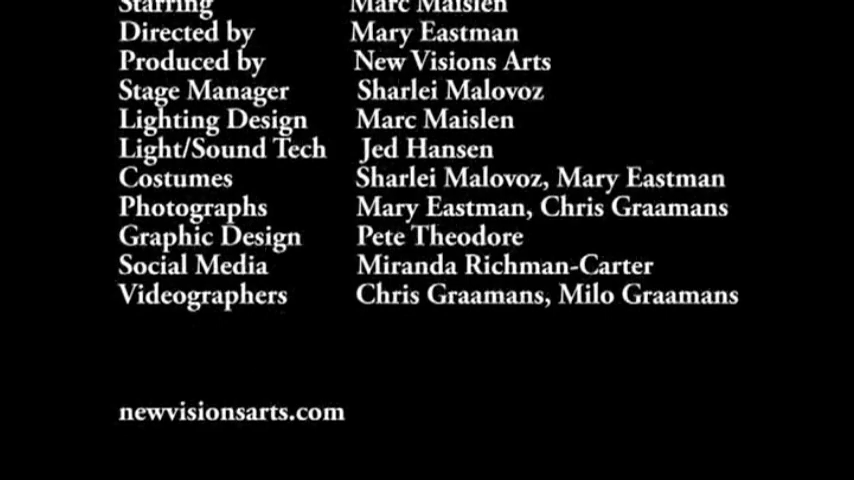 Starring Marc Maislen
Directed by Mary Eastman
Produced by New Visions Arts
Stage Manager Sharlei Malovoz
Lighting Design Marc Maislen
Light/Sound Tech Jed Hansen
Costumes Sharlei Malovoz, Mary Eastman
Photographs Mary Eastman, Chris Graamans
Graphic Design Pete Theodore
Social Media Miranda Richman-Carter
Videographers Chris Graamans, Milo Graamans
newvisionsarts.com